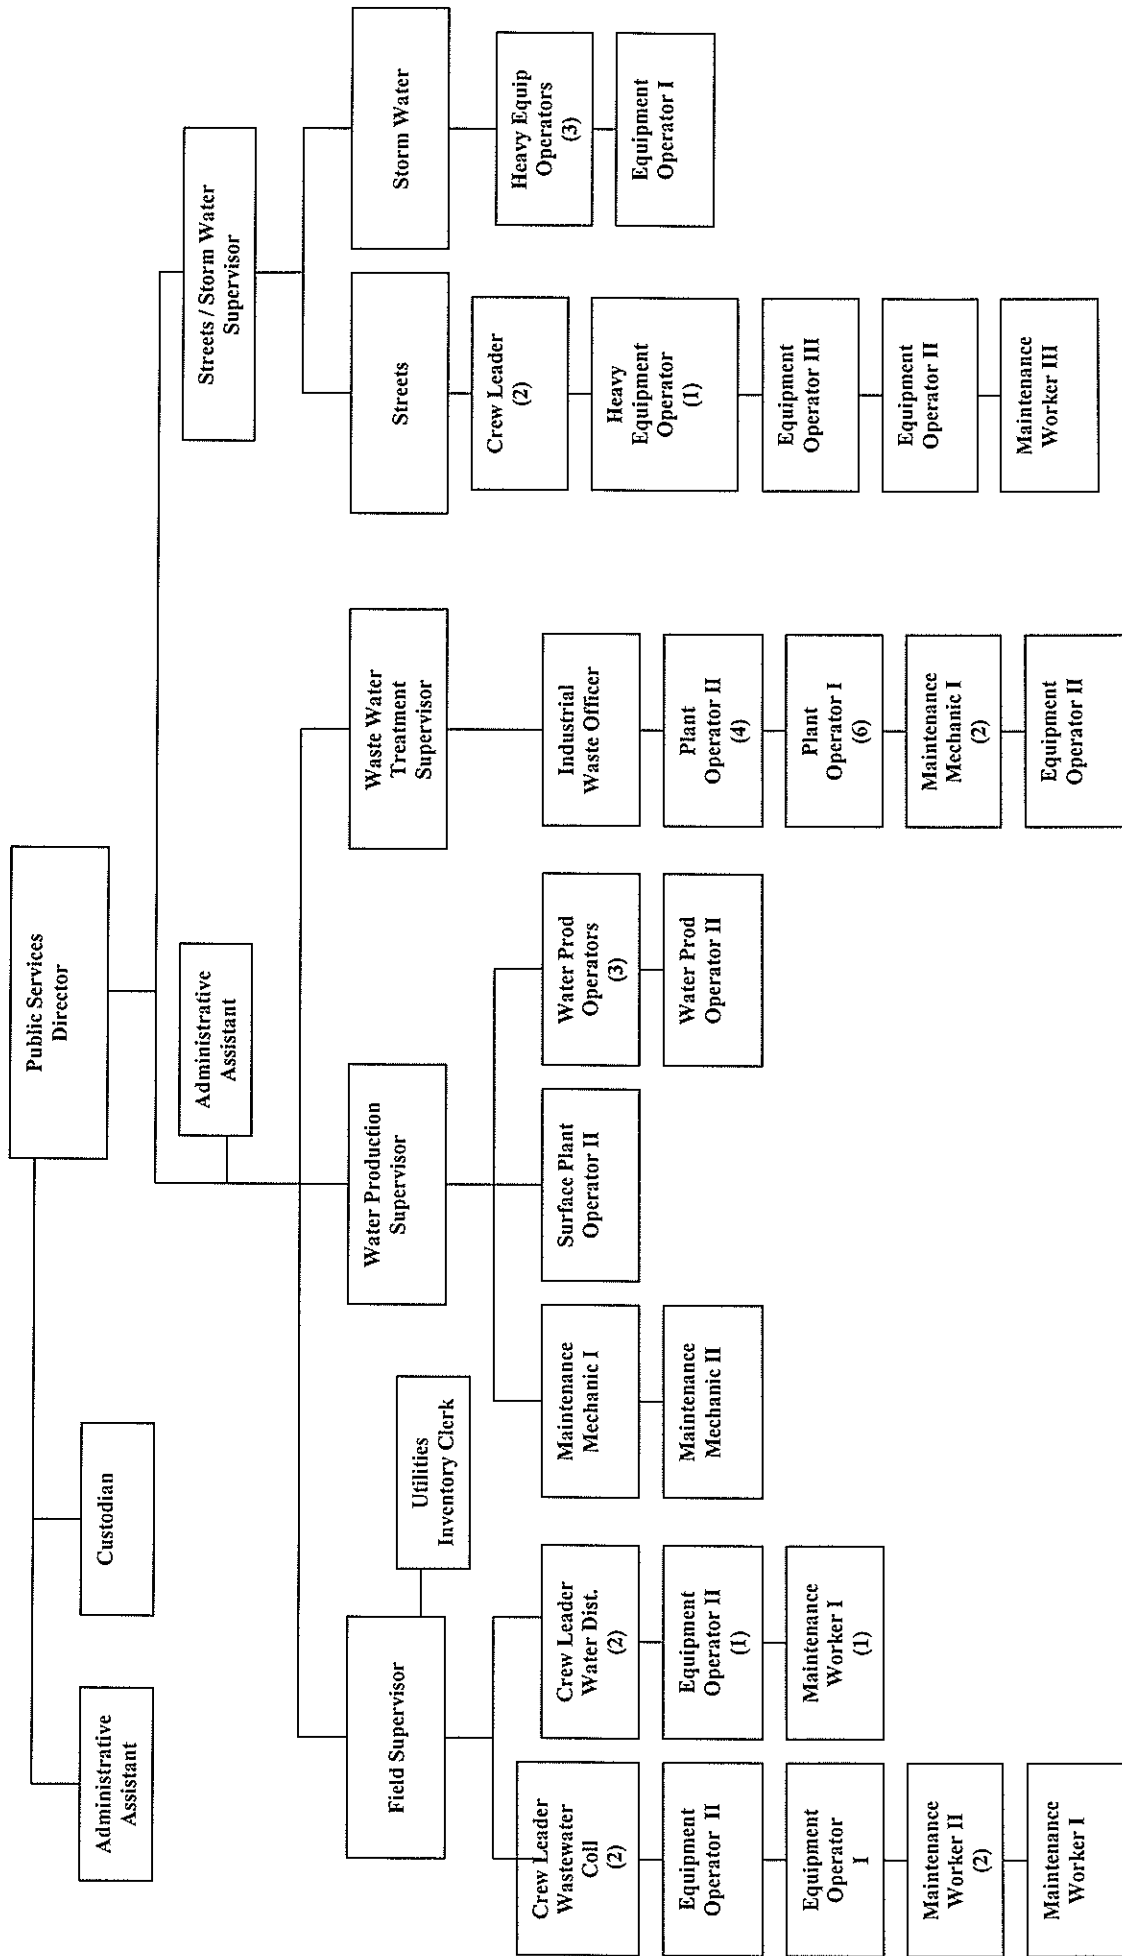 Public Services
Director
Administrative
Assistant
Custodian
Administrative
Assistant
Streets / Storm Water
Supervisor
Field Supervisor
Utilities
Inventory Clerk
Water Production
Supervisor
Waste Water
Treatment
Supervisor
Streets
Storm Water
Crew Leader
Wastewater
Coll
(2)
Equipment
Operator II
Equipment
Operator
I
Maintenance
Worker II
(2)
Maintenance
Worker I
Crew Leader
Water Dist.
(2)
Equipment
Operator II
(1)
Maintenance
Worker I
(1)
Maintenance
Mechanic I
Maintenance
Mechanic II
Surface Plant
Operator II
Water Prod
Operators
(3)
Water Prod
Operator II
Industrial
Waste Officer
Plant
Operator II
(4)
Plant
Operator I
(6)
Maintenance
Mechanic I
(2)
Equipment
Operator II
Crew Leader
(2)
Heavy
Equipment
Operator
(1)
Equipment
Operator III
Equipment
Operator II
Maintenance
Worker III
Heavy Equip
Operators
(3)
Equipment
Operator I